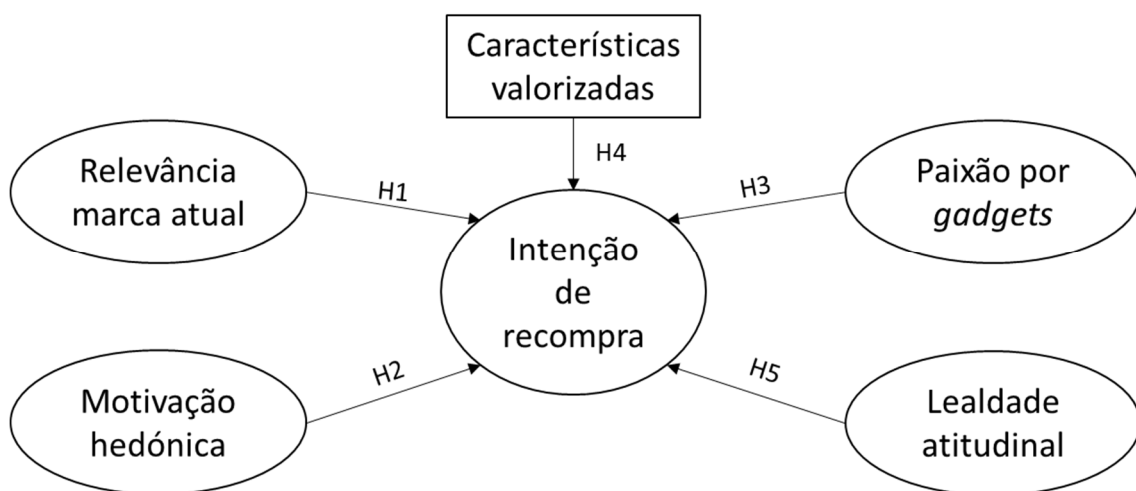 Características
valorizadas
H4
Relevância
marca atual
H1
H3
Paixão por
gadgets
Intenção
de
recompra
Motivação
hedónica
H2
H5
Lealdade
atitudinal